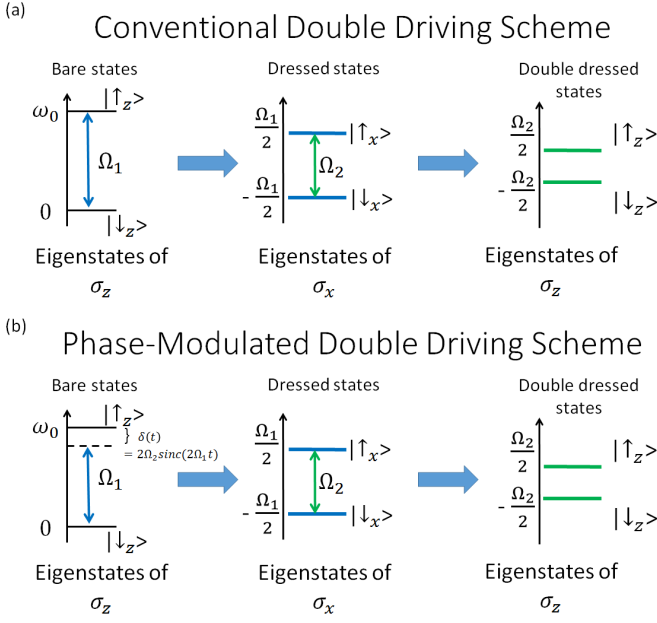 (a)
Conventional Double Driving Scheme
Bare states
Dressed states
Double dressed
states
ω₀
|↑z>
Ω₁
0
|↓z>
Eigenstates of
σz
Ω₁/2
|↑x>
Ω₂
- Ω₁/2
|↓x>
Eigenstates of
σx
Ω₂/2
|↑z>
- Ω₂/2
|↓z>
Eigenstates of
σz
(b)
Phase-Modulated Double Driving Scheme
Bare states
Dressed states
Double dressed
states
ω₀
|↑z>
} δ(t)
= 2Ω₂sinc(2Ω₁t)
Ω₁
0
|↓z>
Eigenstates of
σz
Ω₁/2
|↑x>
Ω₂
- Ω₁/2
|↓x>
Eigenstates of
σx
Ω₂/2
|↑z>
- Ω₂/2
|↓z>
Eigenstates of
σz